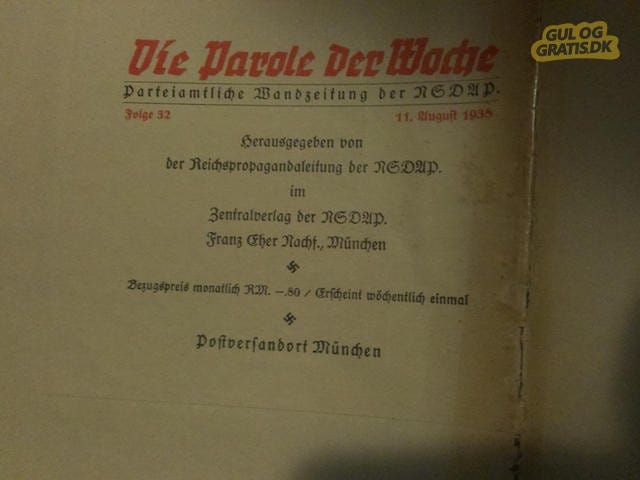 GUL OG
GRATIS.DK
Die Parole der Woche
Parteiamtliche Wandzeitung der NSDAP.
Folge 32
11. August 1938
Herausgegeben von
der Reichspropagandaleitung der NSDAP.
im
Zentralverlag der NSDAP.
Franz Eher Nachf., München
Bezugspreis monatlich RM. –.80 / Erscheint wöchentlich einmal
Postversandort München